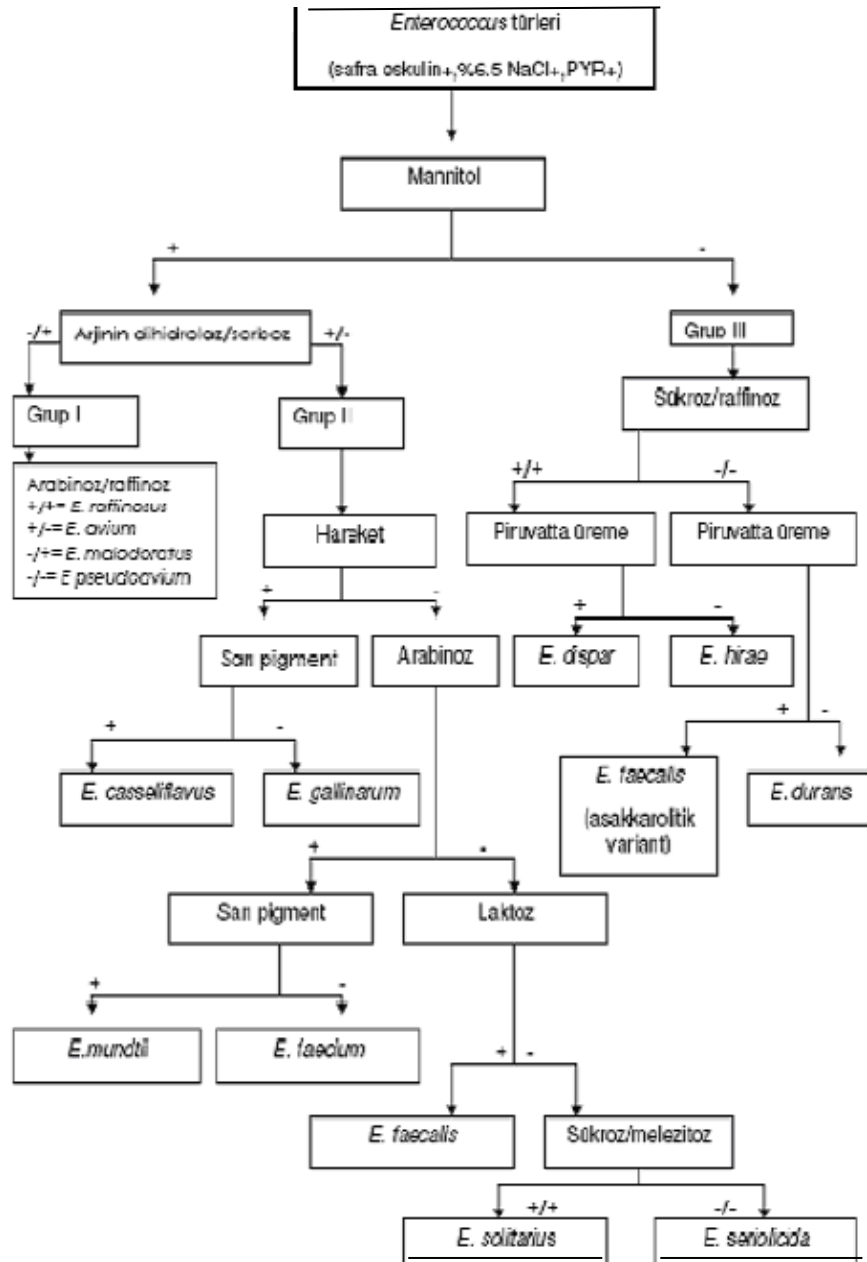 Enterococcus türleri
(safra eskulin+,%6.5 NaCl+,PYR+)
Mannitol
+
-
-/+
Arjinin dihidrolaz/sorboz
+/-
Grup III
Grup I
Grup II
Şükroz/raffinoz
Arabinoz/raffinoz
+/+= E. raffinosus
+/-= E. avium
-/+= E. malodoratus
-/-= E pseudoavium
+/+
-/-
Hareket
Piruvatta üreme
Piruvatta üreme
+
-
+
-
Sarı pigment
Arabinoz
E. dispar
E. hirae
+
-
+
-
E. casseliflavus
E. gallinarum
E. faecalis
(asakkarolitik
variant)
E. durans
+
-
Sarı pigment
Laktoz
+
-
E.mundtii
E. faecium
+
-
E. faecalis
Sükroz/melezitoz
+/+
-/-
E. solitarius
E. seriolicida